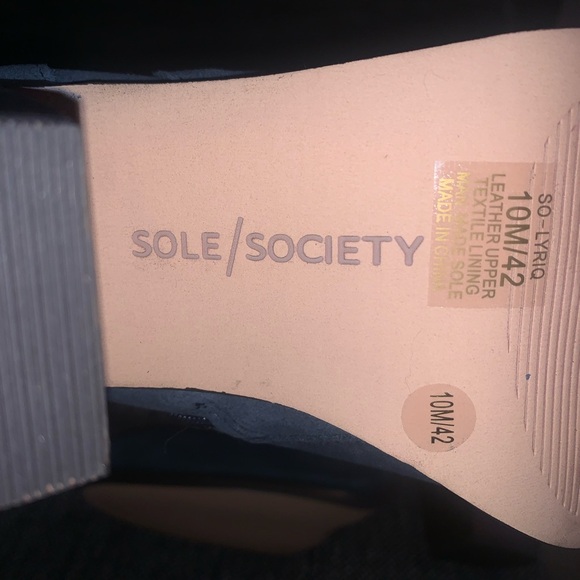 SOLE/SOCIETY
SO-LYRIQ
10M/42
LEATHER UPPER
TEXTILE LINING
MAN MADE SOLE
MADE IN CHINA
10M/42